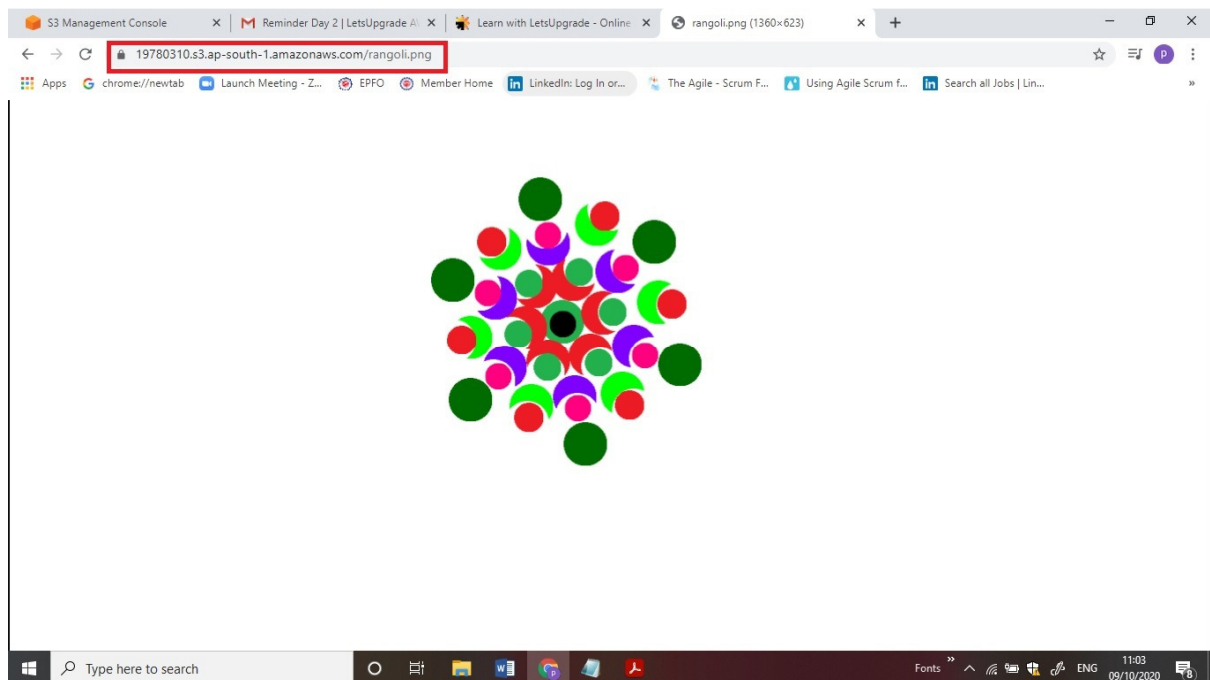 S3 Management Console
Reminder Day 2 | LetsUpgrade A
Learn with LetsUpgrade - Online
rangoli.png (1360×623)
19780310.s3.ap-south-1.amazonaws.com/rangoli.png
P
Apps
chrome://newtab
Launch Meeting - Z...
EPFO
Member Home
LinkedIn: Log In or...
The Agile - Scrum F...
Using Agile Scrum f...
Search all Jobs | Lin...
Type here to search
Fonts
ENG
11:03
09/10/2020
8